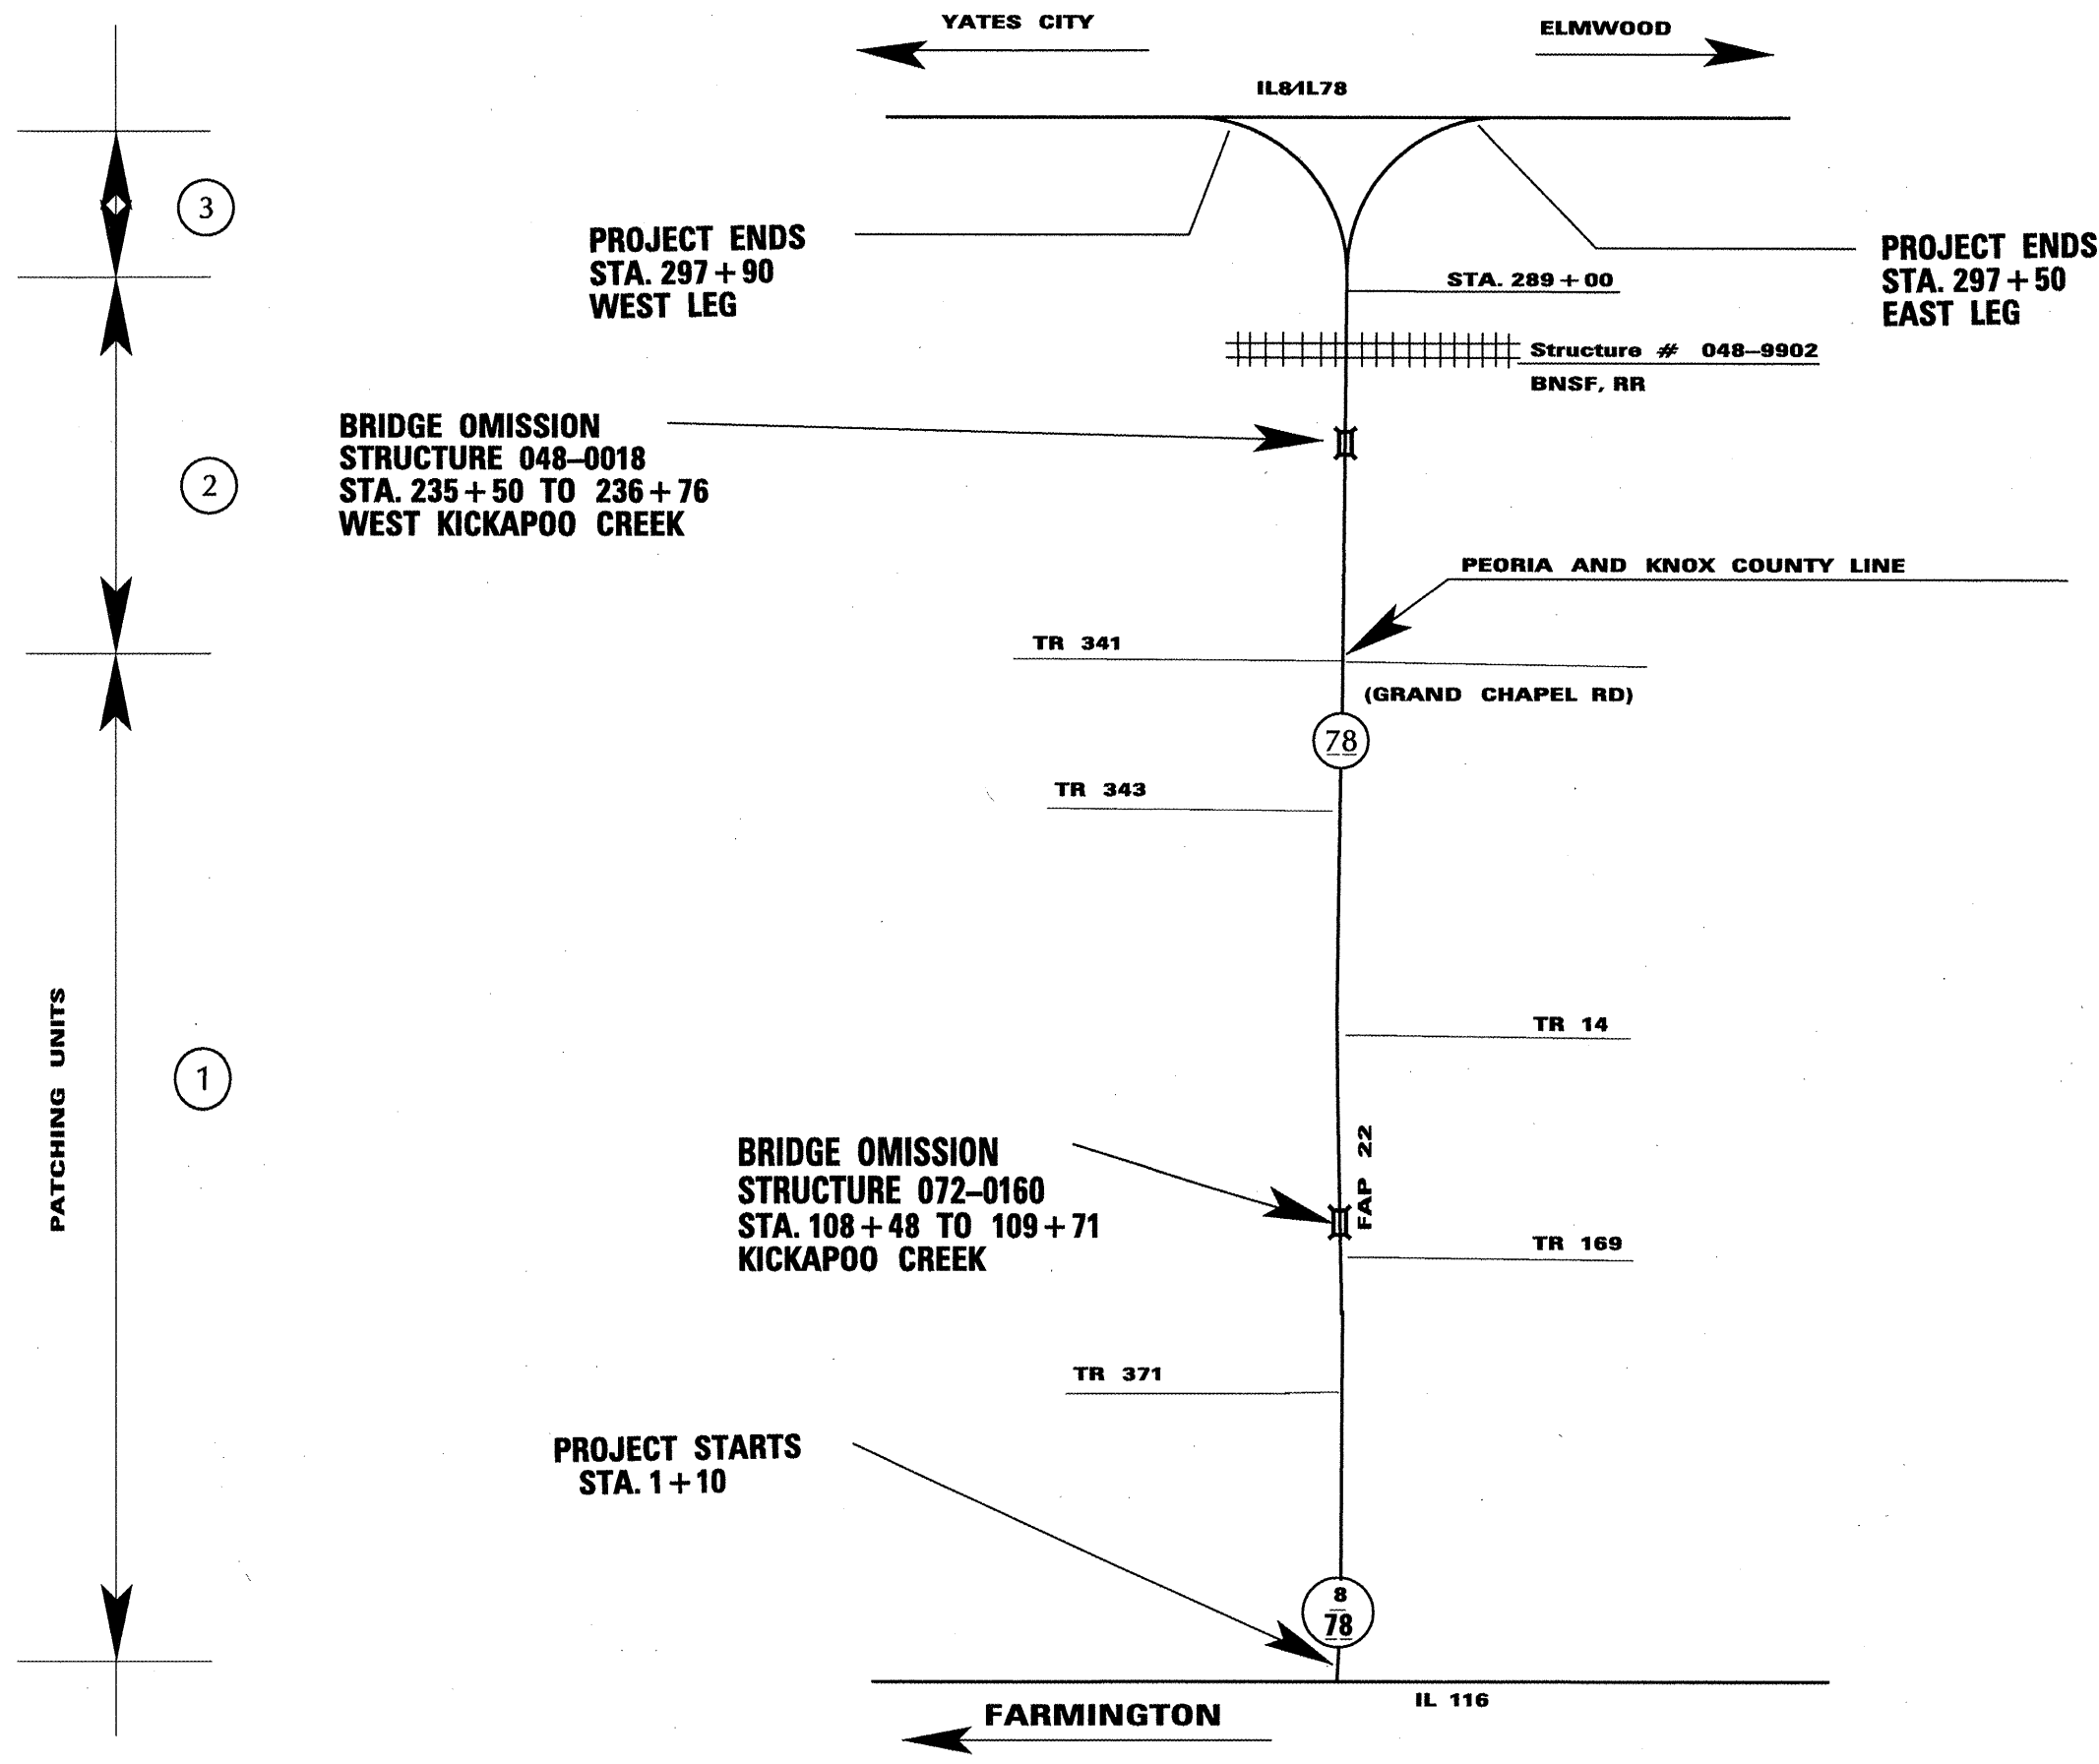 YATES CITY
ELMWOOD
IL8/IL78
3
PROJECT ENDS
STA. 297+90
WEST LEG
PROJECT ENDS
STA. 297+50
EAST LEG
STA. 289+00
Structure # 048-9902
BNSF, RR
BRIDGE OMISSION
STRUCTURE 048-0018
STA. 235+50 TO 236+76
WEST KICKAPOO CREEK
2
PEORIA AND KNOX COUNTY LINE
TR 341
(GRAND CHAPEL RD)
78
TR 343
TR 14
PATCHING UNITS
1
FAP 22
BRIDGE OMISSION
STRUCTURE 072-0160
STA. 108+48 TO 109+71
KICKAPOO CREEK
TR 169
TR 371
PROJECT STARTS
STA. 1+10
8
78
IL 116
FARMINGTON